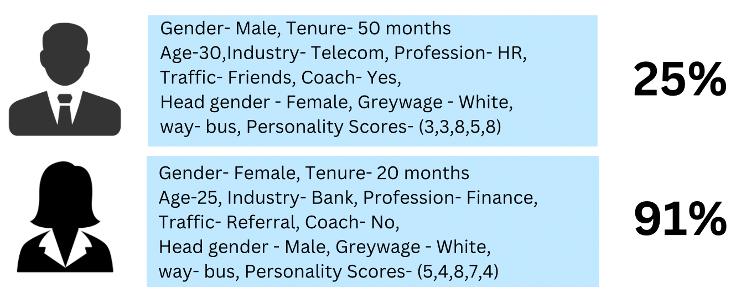 Gender- Male, Tenure- 50 months
Age-30,Industry- Telecom, Profession- HR,
Traffic- Friends, Coach- Yes,
Head gender - Female, Greywage - White,
way- bus, Personality Scores- (3,3,8,5,8)
25%
Gender- Female, Tenure- 20 months
Age-25, Industry- Bank, Profession- Finance,
Traffic- Referral, Coach- No,
Head gender - Male, Greywage - White,
way- bus, Personality Scores- (5,4,8,7,4)
91%